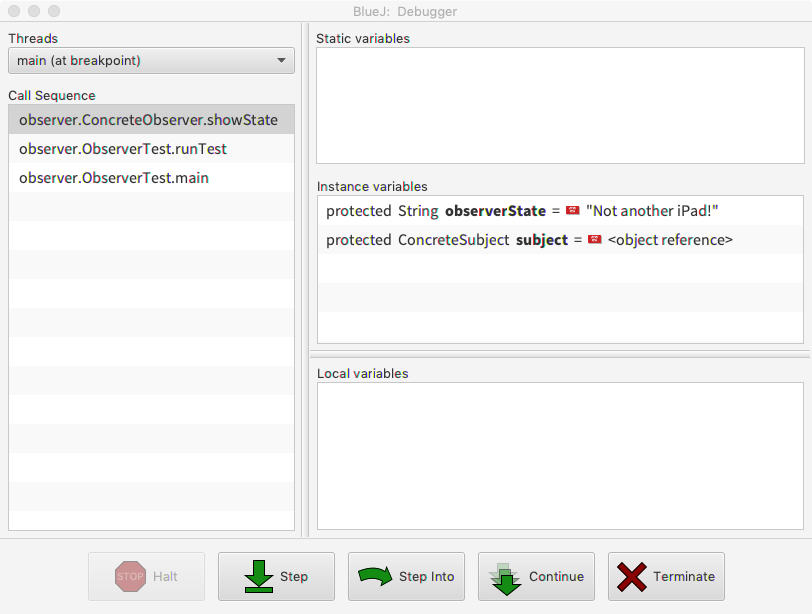 BlueJ: Debugger
Threads
main (at breakpoint)
Call Sequence
observer.ConcreteObserver.showState
observer.ObserverTest.runTest
observer.ObserverTest.main
Static variables
Instance variables
protected String observerState = "Not another iPad!"
protected ConcreteSubject subject = <object reference>
Local variables
STOP Halt
Step
Step Into
Continue
Terminate